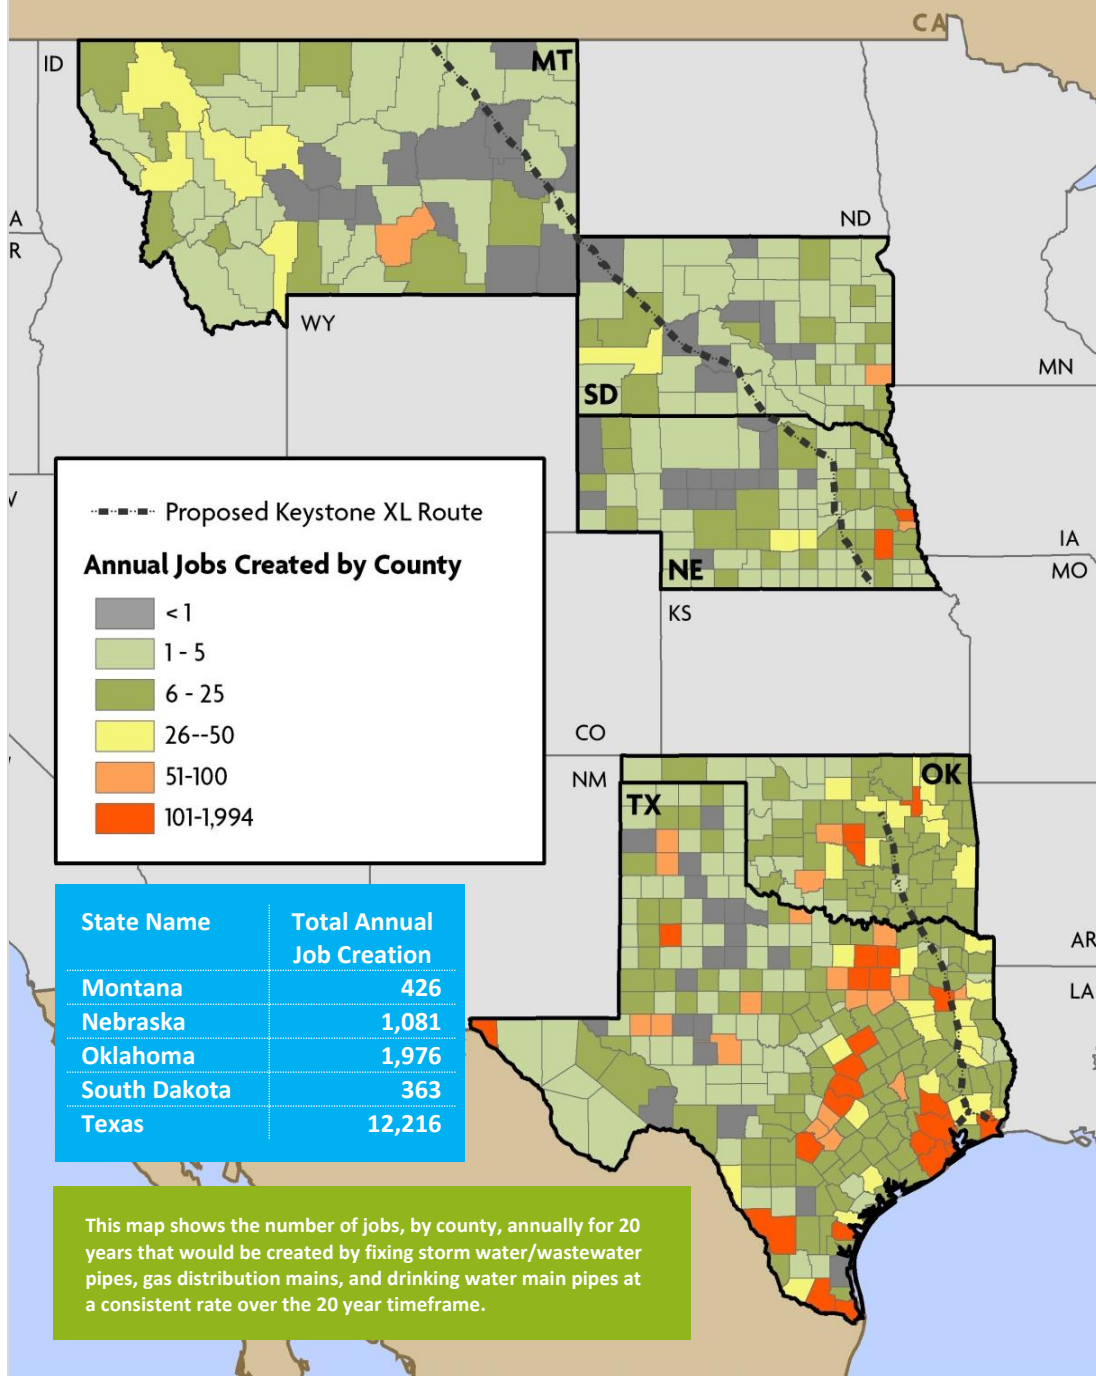 CA
ID
MT
A
R
ND
WY
MN
SD
V
IA
MO
NE
KS
Proposed Keystone XL Route
Annual Jobs Created by County
< 1
1 - 5
6 - 25
26--50
51-100
101-1,994
CO
NM
OK
TX
AR
LA
State Name Total Annual
Job Creation
Montana 426
Nebraska 1,081
Oklahoma 1,976
South Dakota 363
Texas 12,216
This map shows the number of jobs, by county, annually for 20
years that would be created by fixing storm water/wastewater
pipes, gas distribution mains, and drinking water main pipes at
a consistent rate over the 20 year timeframe.